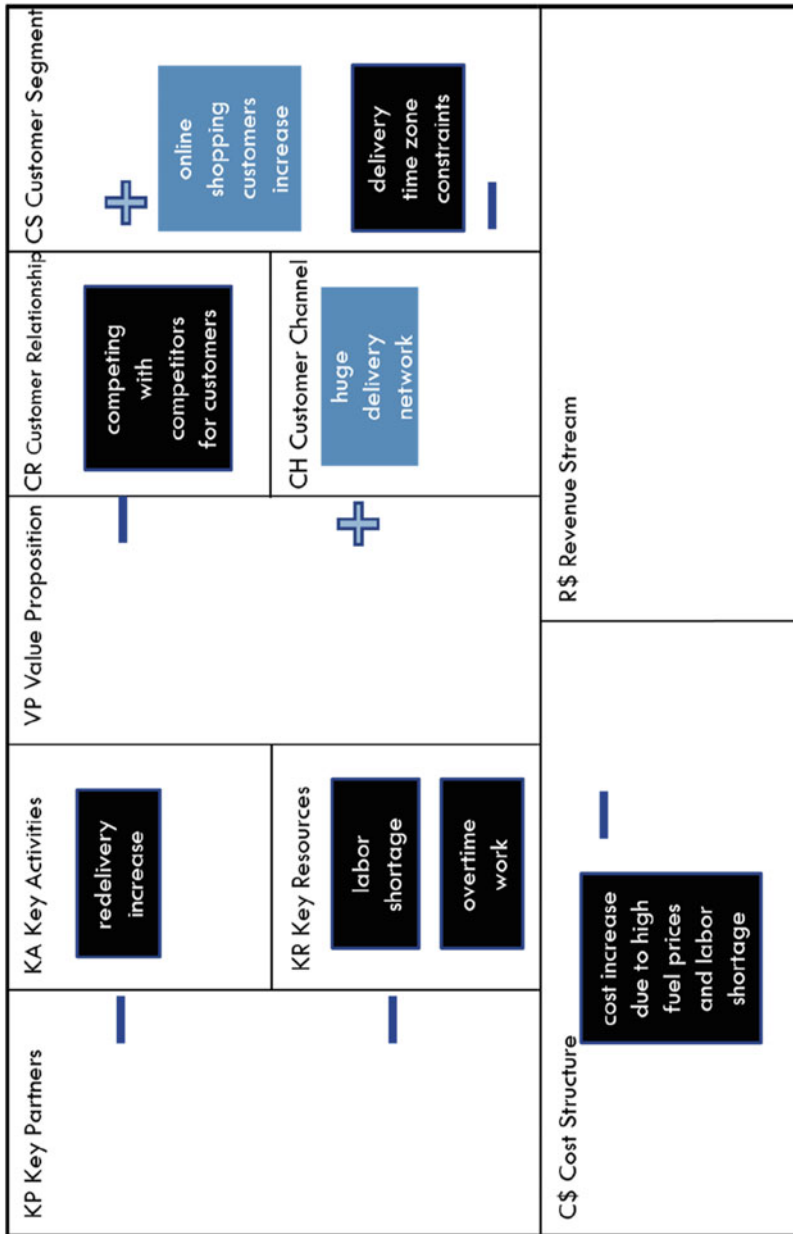 KP Key Partners
KA Key Activities
redelivery
increase
KR Key Resources
labor
shortage
overtime
work
VP Value Proposition
CR Customer Relationship
competing
with
competitors
for customers
CH Customer Channel
huge
delivery
network
CS Customer Segment
online
shopping
customers
increase
delivery
time zone
constraints
C$ Cost Structure
cost increase
due to high
fuel prices
and labor
shortage
R$ Revenue Stream